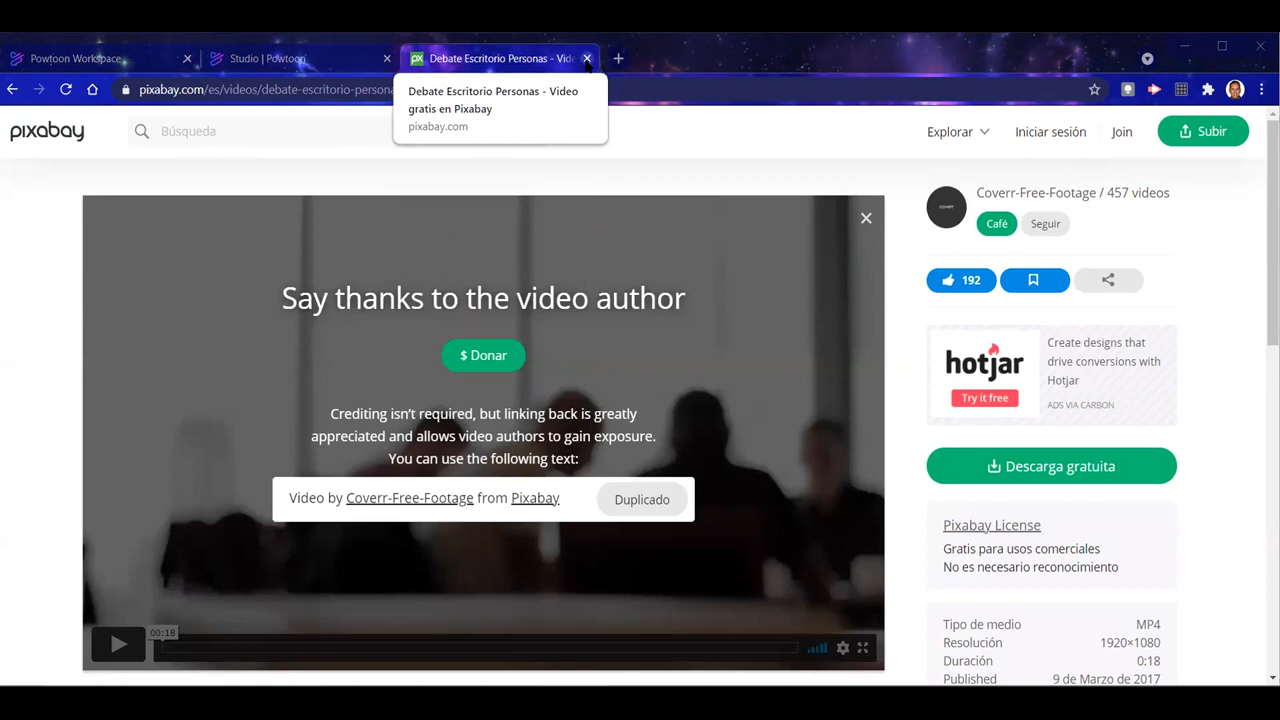 Powtoon Workspace
Studio | Powtoon
Debate Escritorio Personas - Vide
pixabay.com/es/videos/debate-escritorio-persona
Debate Escritorio Personas - Video
gratis en Pixabay
pixabay.com
pixabay
Búsqueda
Explorar
Iniciar sesión
Join
Subir
Say thanks to the video author
$ Donar
Crediting isn't required, but linking back is greatly
appreciated and allows video authors to gain exposure.
You can use the following text:
Video by Coverr-Free-Footage from Pixabay
Duplicado
00:18
COVERR
Coverr-Free-Footage / 457 videos
Café
Seguir
192
hotjar
Try it free
Create designs that
drive conversions with
Hotjar
ADS VIA CARBON
Descarga gratuita
Pixabay License
Gratis para usos comerciales
No es necesario reconocimiento
Tipo de medio MP4
Resolución 1920×1080
Duración 0:18
Published 9 de Marzo de 2017